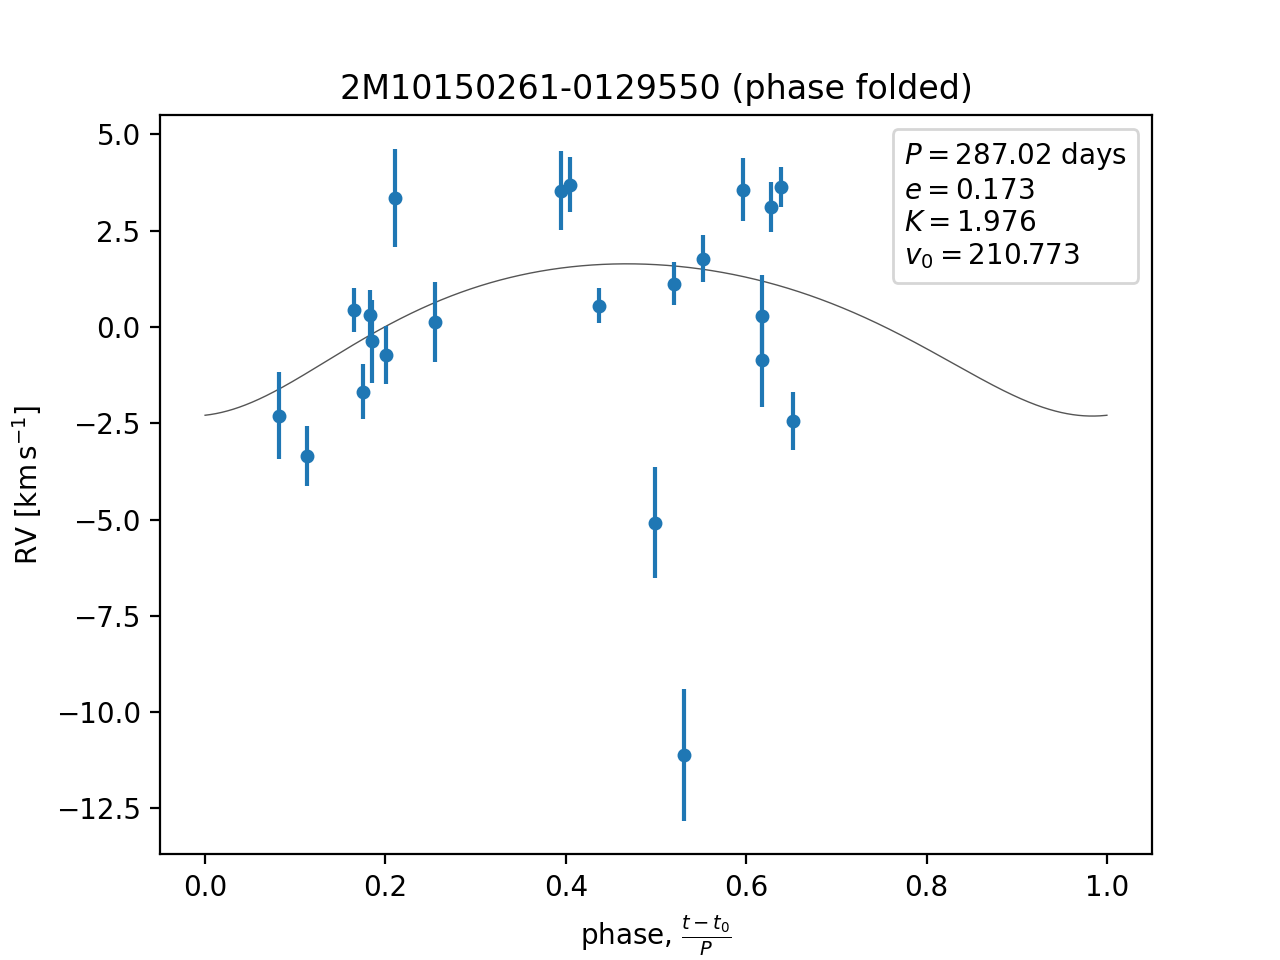 2M10150261-0129550 (phase folded)
P = 287.02 days
e = 0.173
K = 1.976
v₀ = 210.773
5.0
2.5
0.0
−2.5
−5.0
−7.5
−10.0
−12.5
RV [km s⁻¹]
0.0 0.2 0.4 0.6 0.8 1.0
phase, (t − t₀)/P